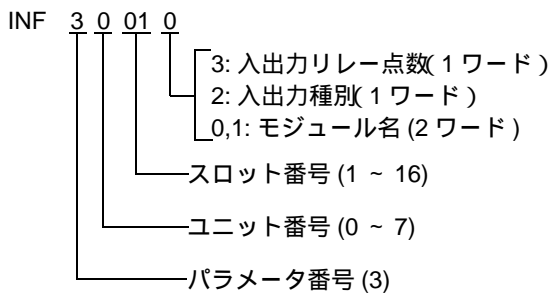 INF 3 0 01 0
3: 入出力リレー点数(1ワード)
2: 入出力種別(1ワード)
0,1: モジュール名 (2 ワード)
スロット番号 (1 ~ 16)
ユニット番号 (0 ~ 7)
パラメータ番号 (3)